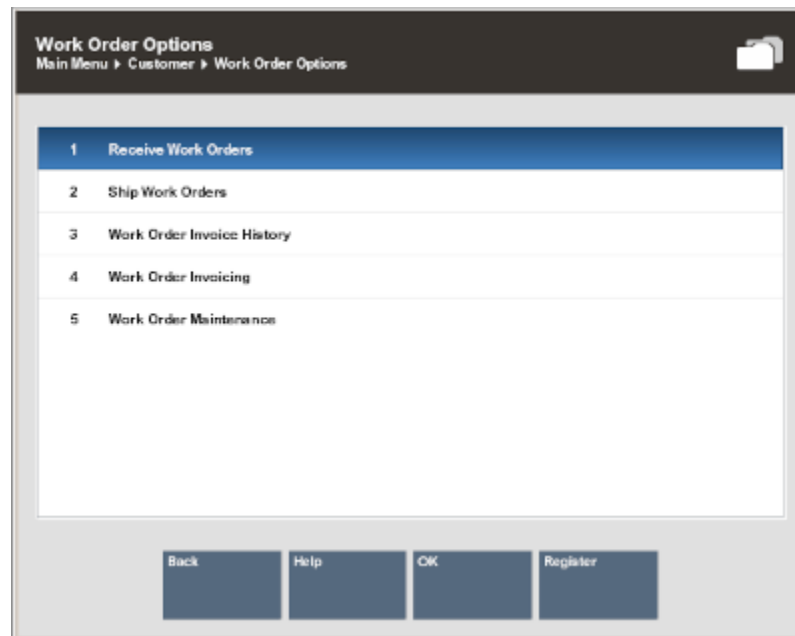 Work Order Options
Main Menu ▸ Customer ▸ Work Order Options
1 Receive Work Orders
2 Ship Work Orders
3 Work Order Invoice History
4 Work Order Invoicing
5 Work Order Maintenance
Back Help OK Register